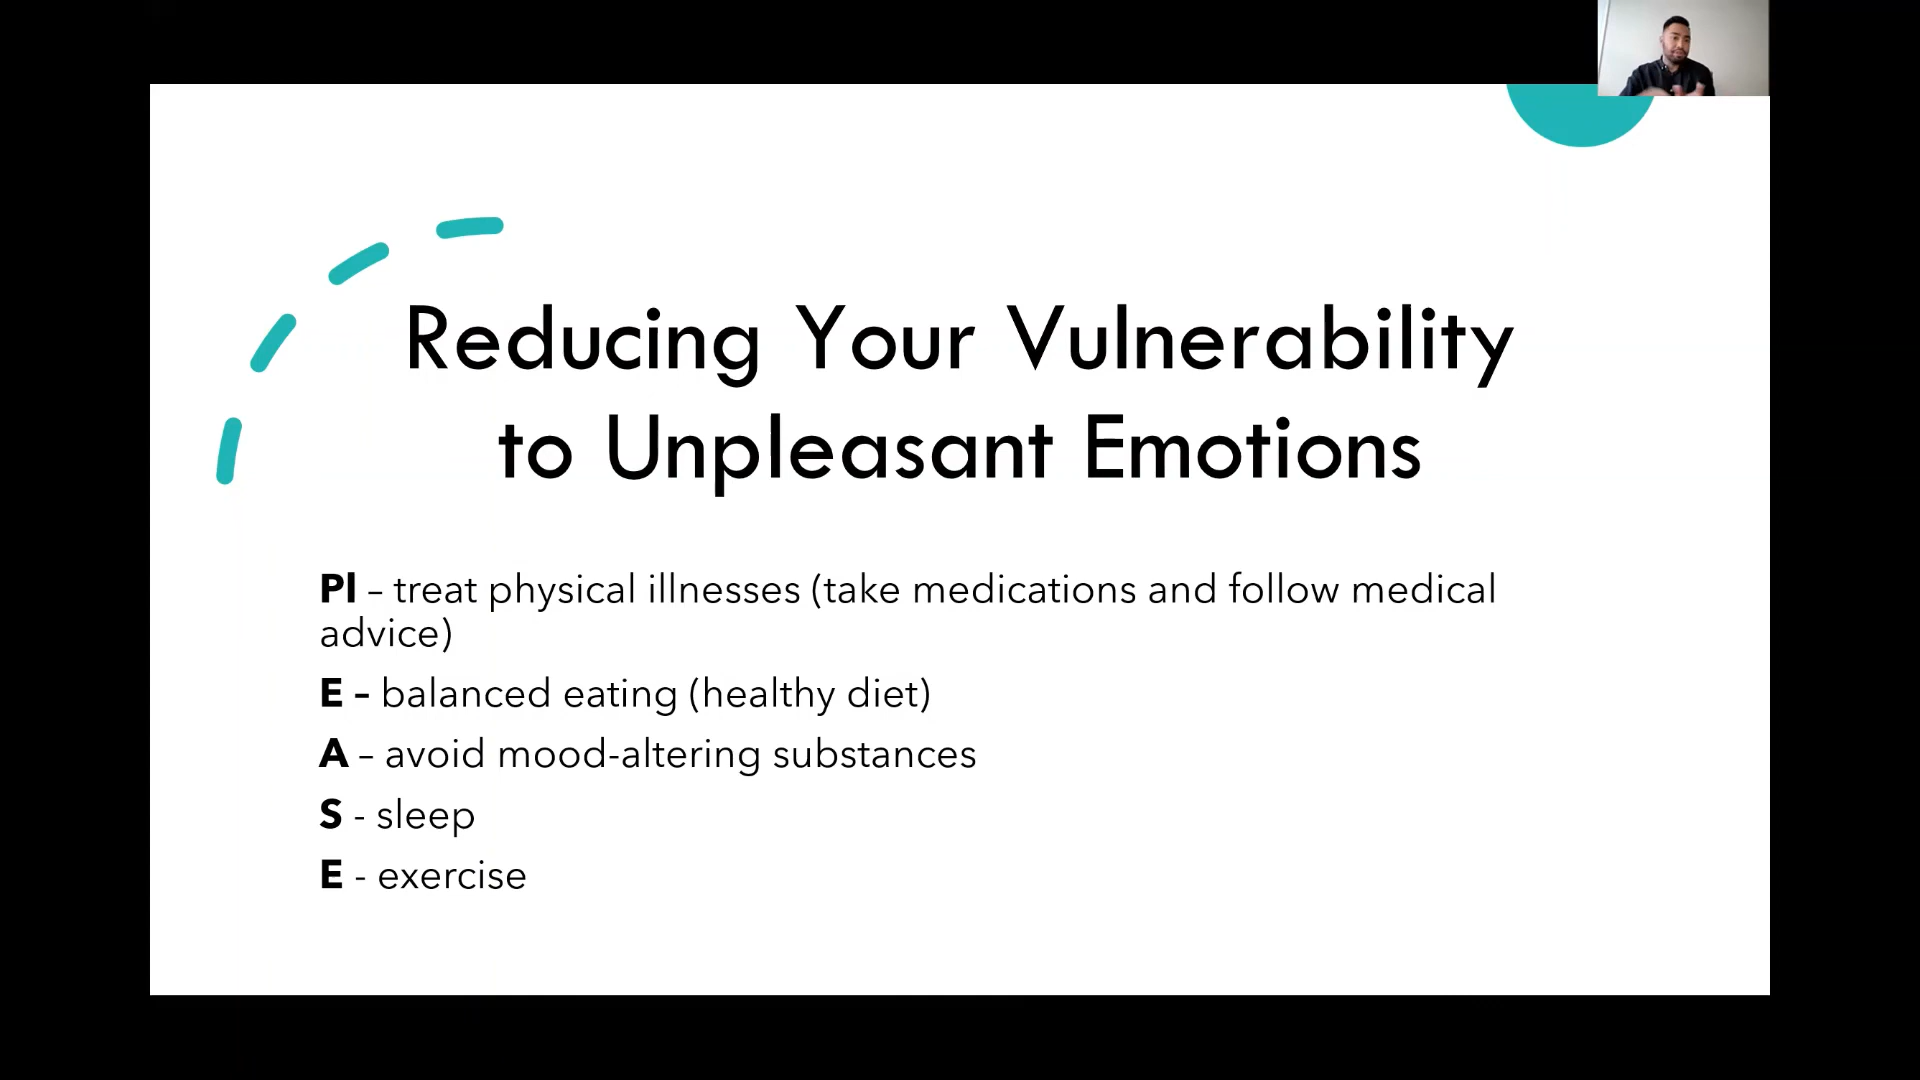 Reducing Your Vulnerability
to Unpleasant Emotions
Pl – treat physical illnesses (take medications and follow medical
advice)
E – balanced eating (healthy diet)
A – avoid mood-altering substances
S - sleep
E - exercise